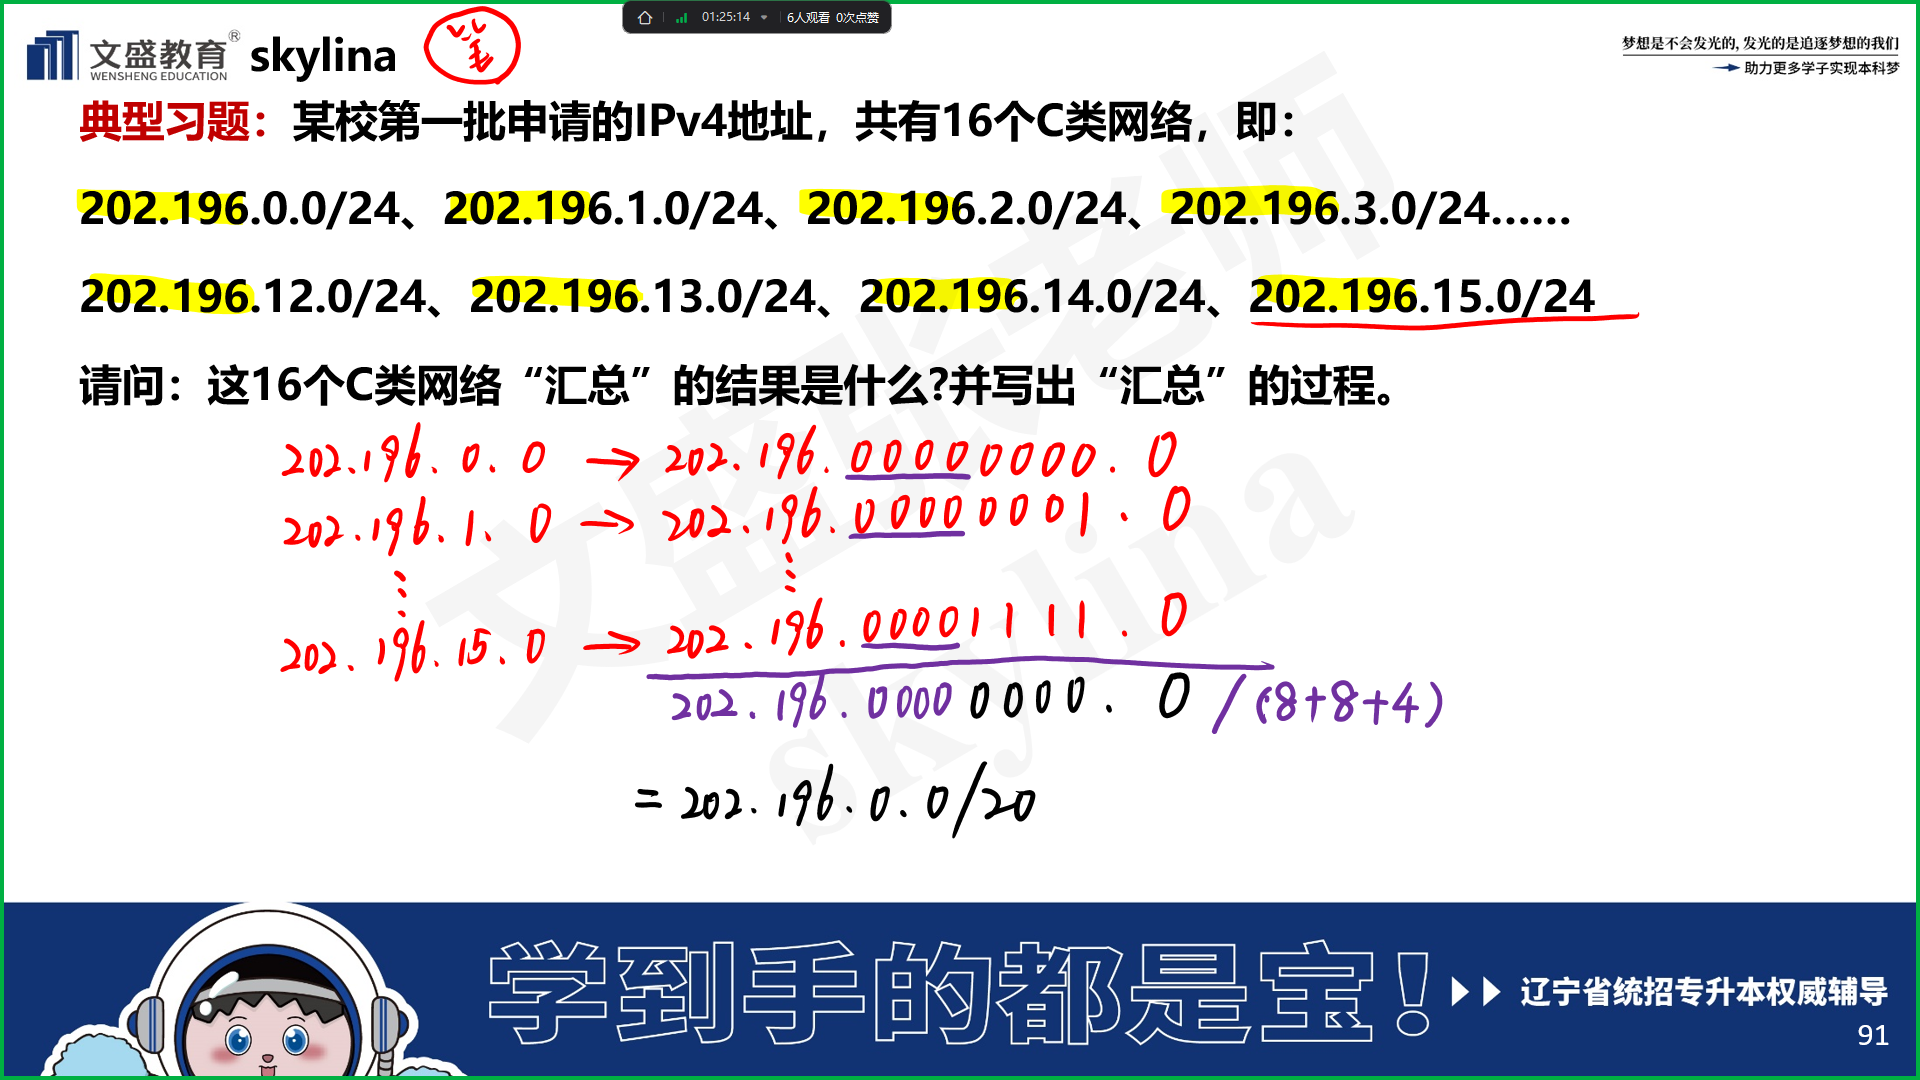 01:25:14 6人观看 0次点赞
文盛教育® skylina 笔
WENSHENG EDUCATION
梦想是不会发光的, 发光的是追逐梦想的我们
助力更多学子实现本科梦
典型习题：某校第一批申请的IPv4地址，共有16个C类网络，即：
202.196.0.0/24、202.196.1.0/24、202.196.2.0/24、202.196.3.0/24……
202.196.12.0/24、202.196.13.0/24、202.196.14.0/24、202.196.15.0/24
请问：这16个C类网络“汇总”的结果是什么?并写出“汇总”的过程。
202.196.0.0 → 202.196.00000000.0
202.196.1.0 → 202.196.00000001.0
⋮ ⋮
202.196.15.0 → 202.196.00001111.0
202.196.00000000.0/(8+8+4)
= 202.196.0.0/20
文盛张老师
skylina
学到手的都是宝！
辽宁省统招专升本权威辅导
91